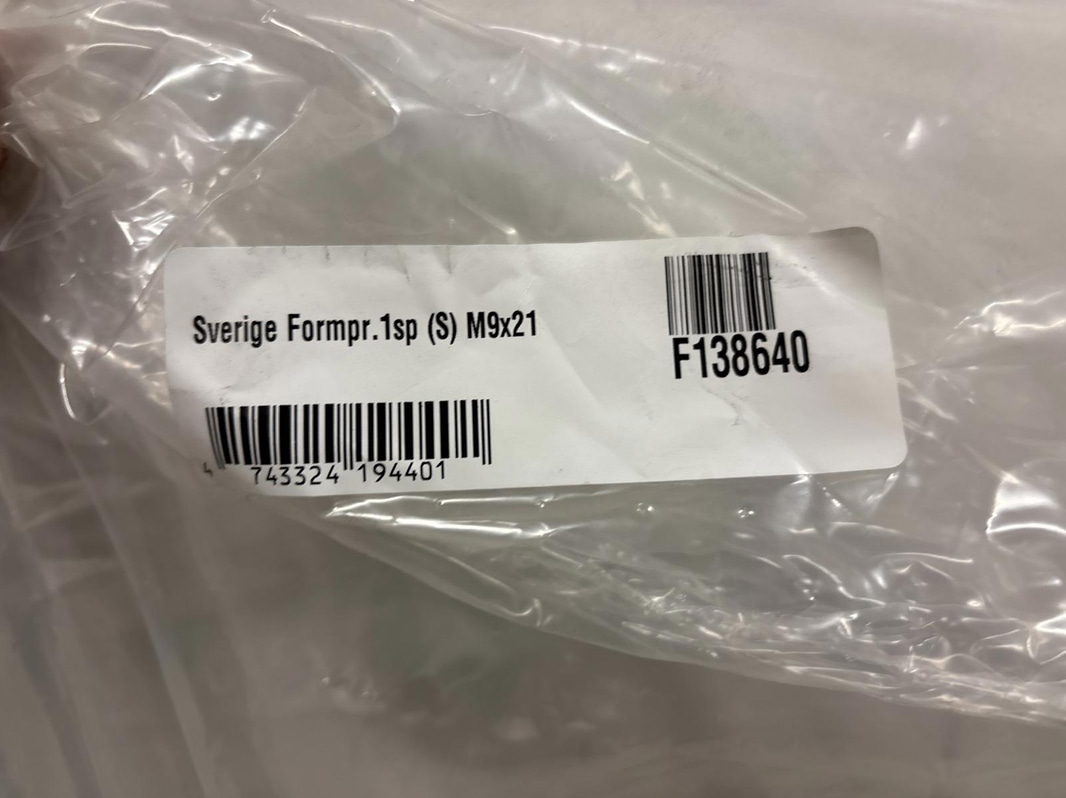 Sverige Formpr.1sp (S) M9x21
F138640
4 743324 194401